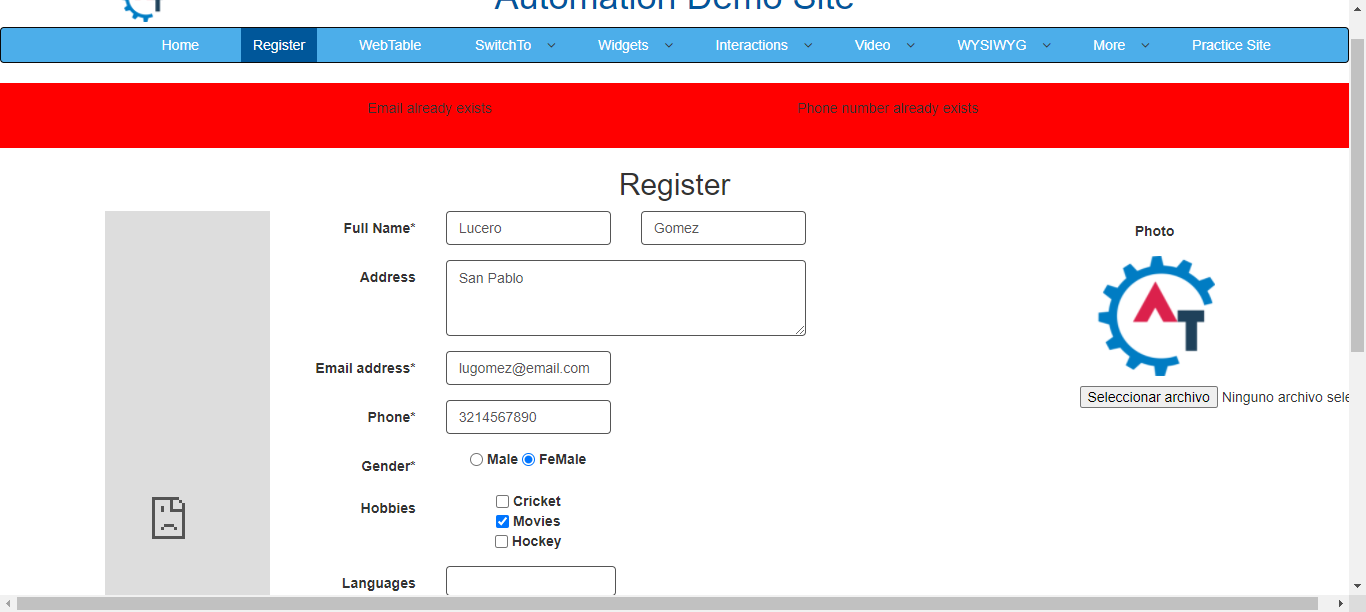 Automation Demo Site
Home Register WebTable SwitchTo Widgets Interactions Video WYSIWYG More Practice Site
Email already exists Phone number already exists
Register
Full Name* Lucero Gomez
Photo
Address San Pablo
AT
Email address* lugomez@email.com
Seleccionar archivo Ninguno archivo sele
Phone* 3214567890
Gender* Male FeMale
Hobbies Cricket
Movies
Hockey
Languages